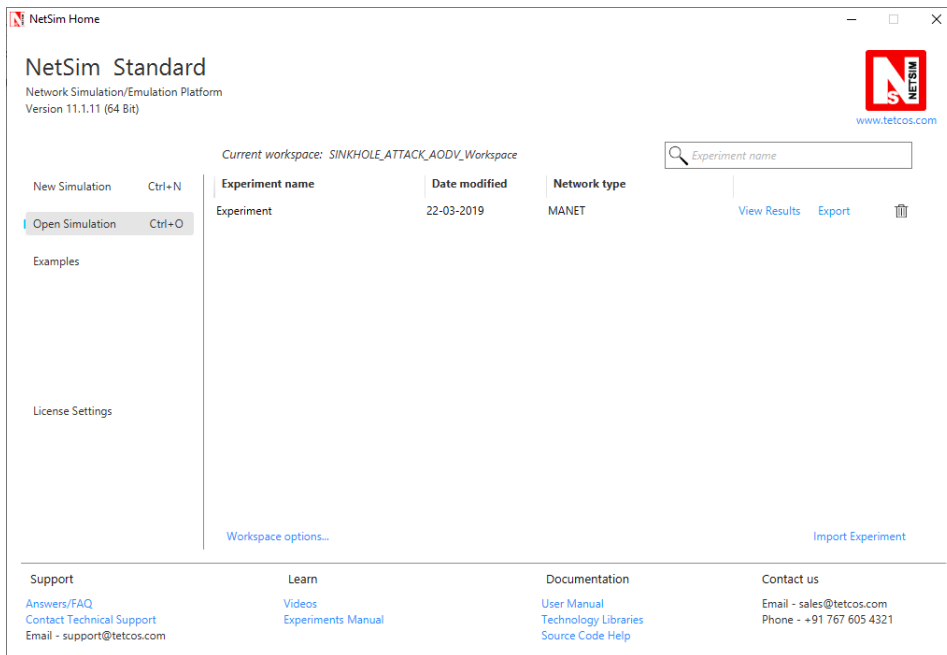 NetSim Home
NetSim Standard
Network Simulation/Emulation Platform
Version 11.1.11 (64 Bit)
NETSIM
N
S
www.tetcos.com
Current workspace: SINKHOLE_ATTACK_AODV_Workspace
Experiment name
New Simulation Ctrl+N
Open Simulation Ctrl+O
Examples
License Settings
Experiment name Date modified Network type
Experiment 22-03-2019 MANET View Results Export
Workspace options...
Import Experiment
Support
Answers/FAQ
Contact Technical Support
Email - support@tetcos.com
Learn
Videos
Experiments Manual
Documentation
User Manual
Technology Libraries
Source Code Help
Contact us
Email - sales@tetcos.com
Phone - +91 767 605 4321